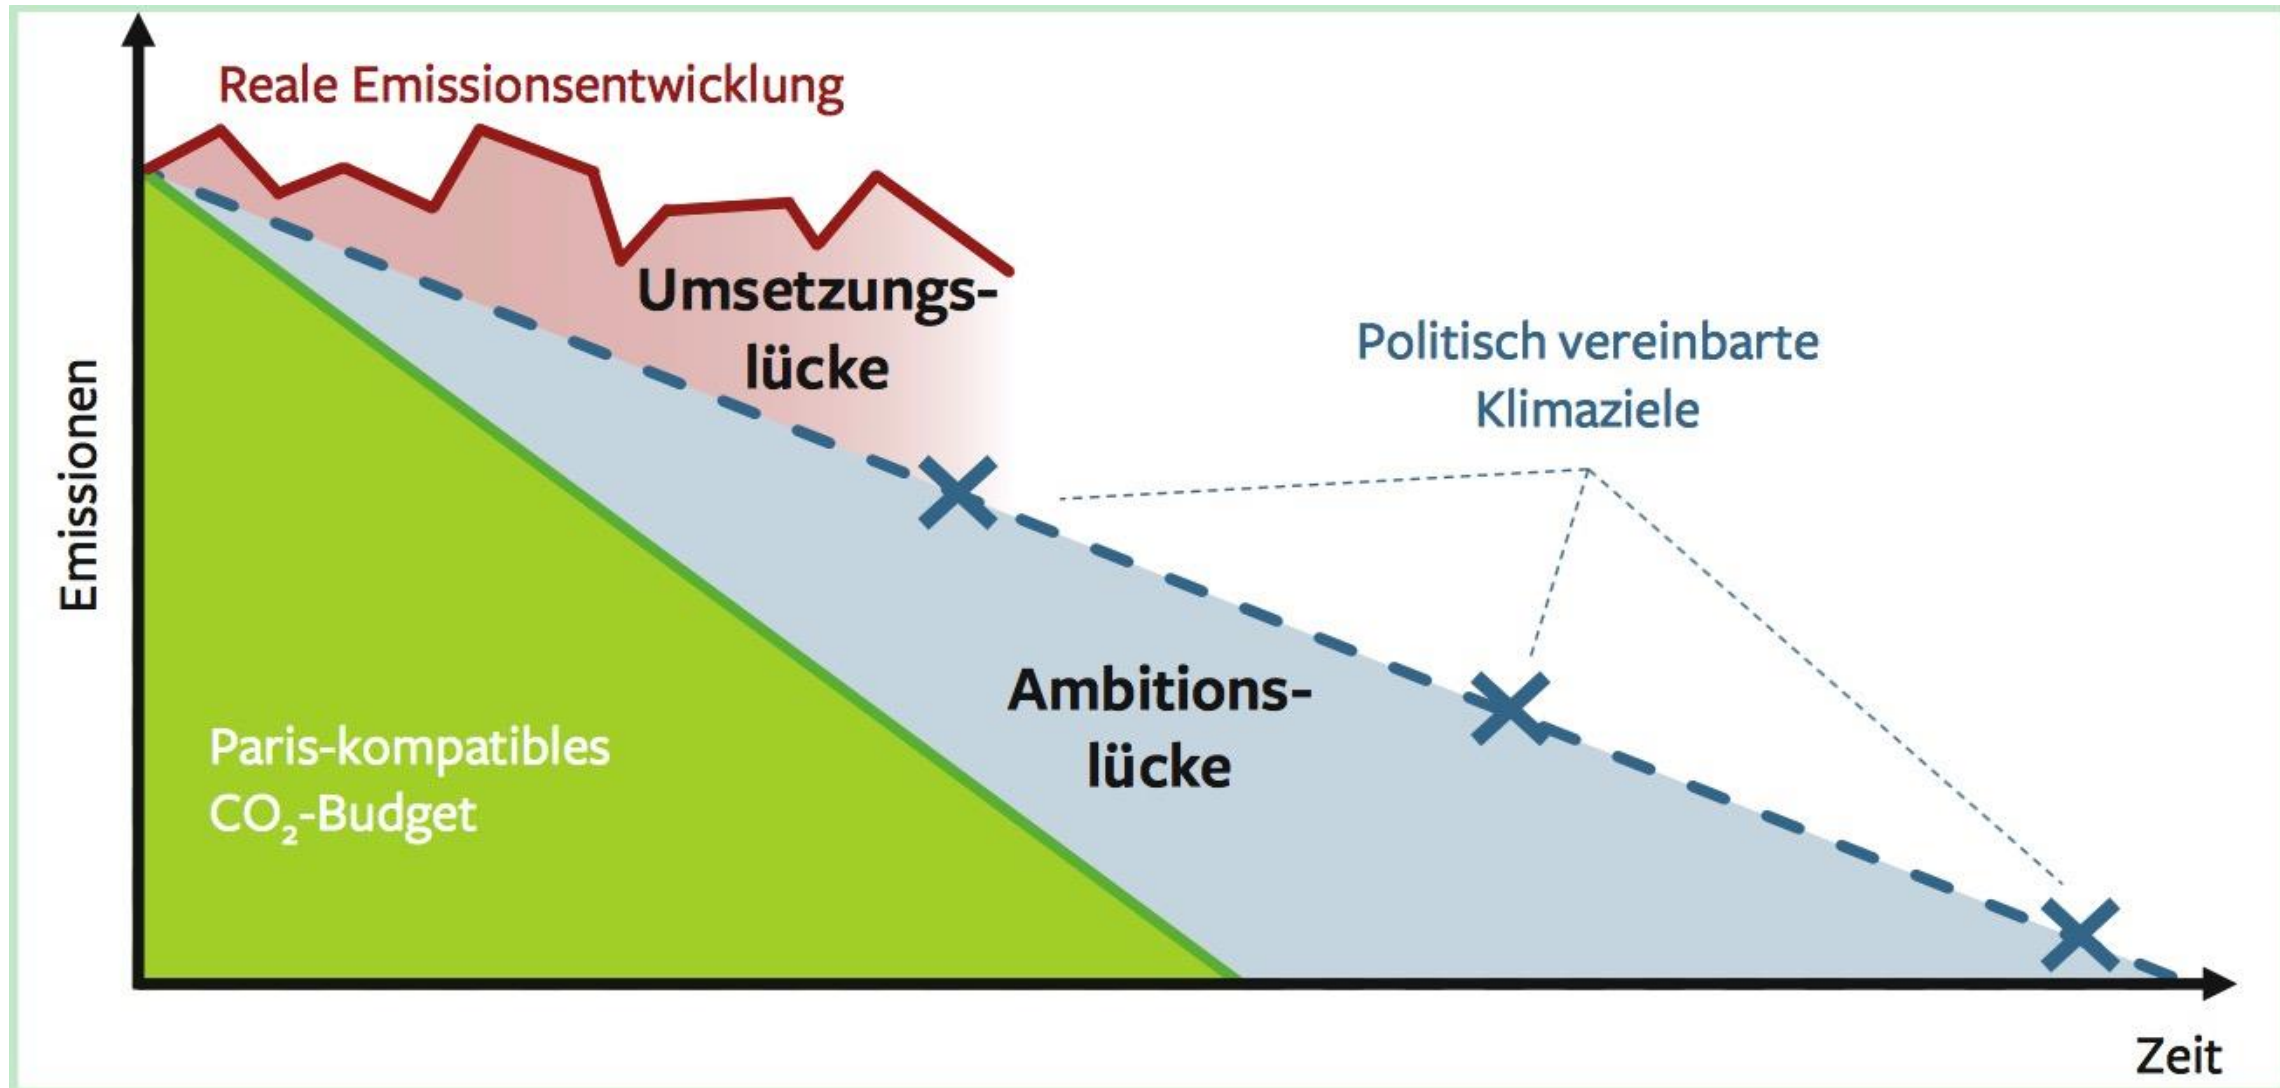 Reale Emissionsentwicklung
Umsetzungs-
lücke
Politisch vereinbarte
Klimaziele
Emissionen
Ambitions-
lücke
Paris-kompatibles
CO₂-Budget
Zeit